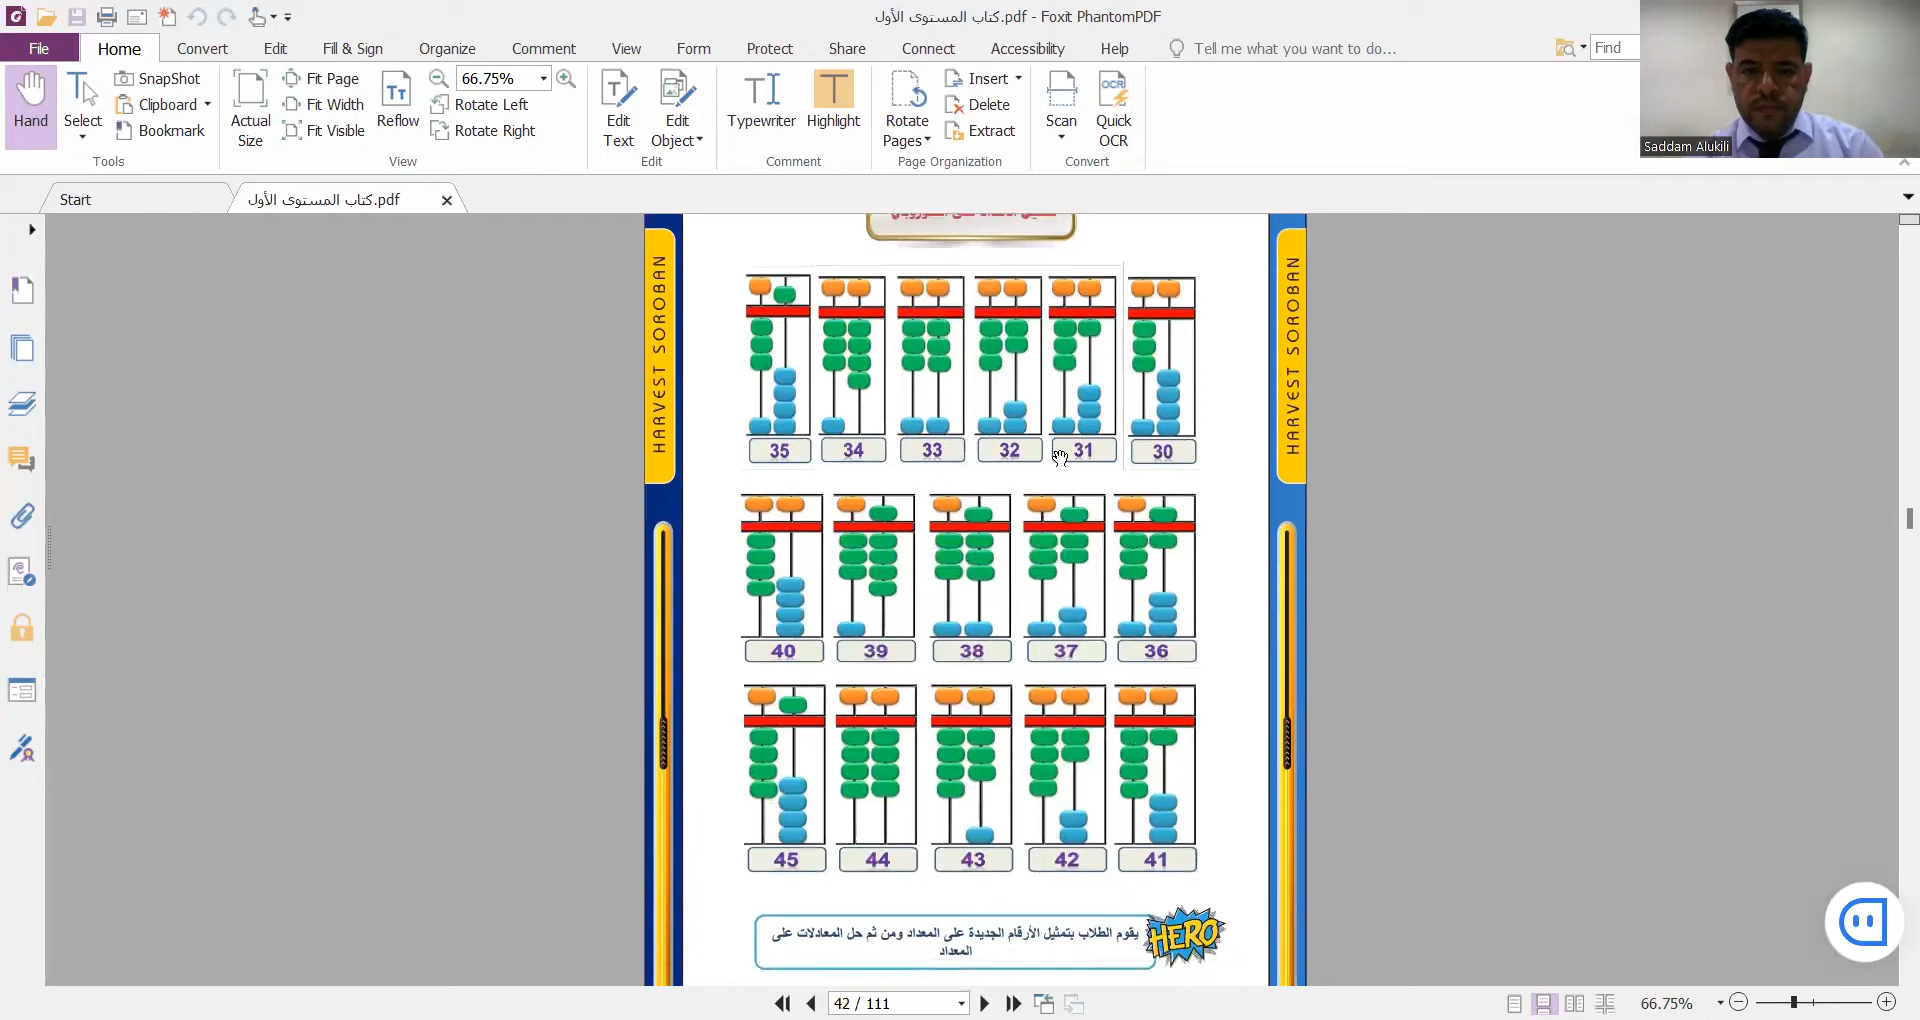 كتاب المستوى الأول.pdf - Foxit PhantomPDF
File Home Convert Edit Fill & Sign Organize Comment View Form Protect Share Connect Accessibility Help Tell me what you want to do... Find
Hand
Select
SnapShot
Clipboard
Bookmark
Tools
Actual Size
Fit Page
Fit Width
Fit Visible
Reflow
66.75%
Rotate Left
Rotate Right
View
Edit Text
Edit Object
Edit
Typewriter
Highlight
Comment
Rotate Pages
Insert
Delete
Extract
Page Organization
Scan
Quick OCR
Convert
Saddam Alukili
Start
كتاب المستوى الأول.pdf
HARVEST SOROBAN
HARVEST SOROBAN
35 34 33 32 31 30
40 39 38 37 36
45 44 43 42 41
يقوم الطلاب بتمثيل الأرقام الجديدة على المعداد ومن ثم حل المعادلات على
المعداد
HERO
42 / 111
66.75%